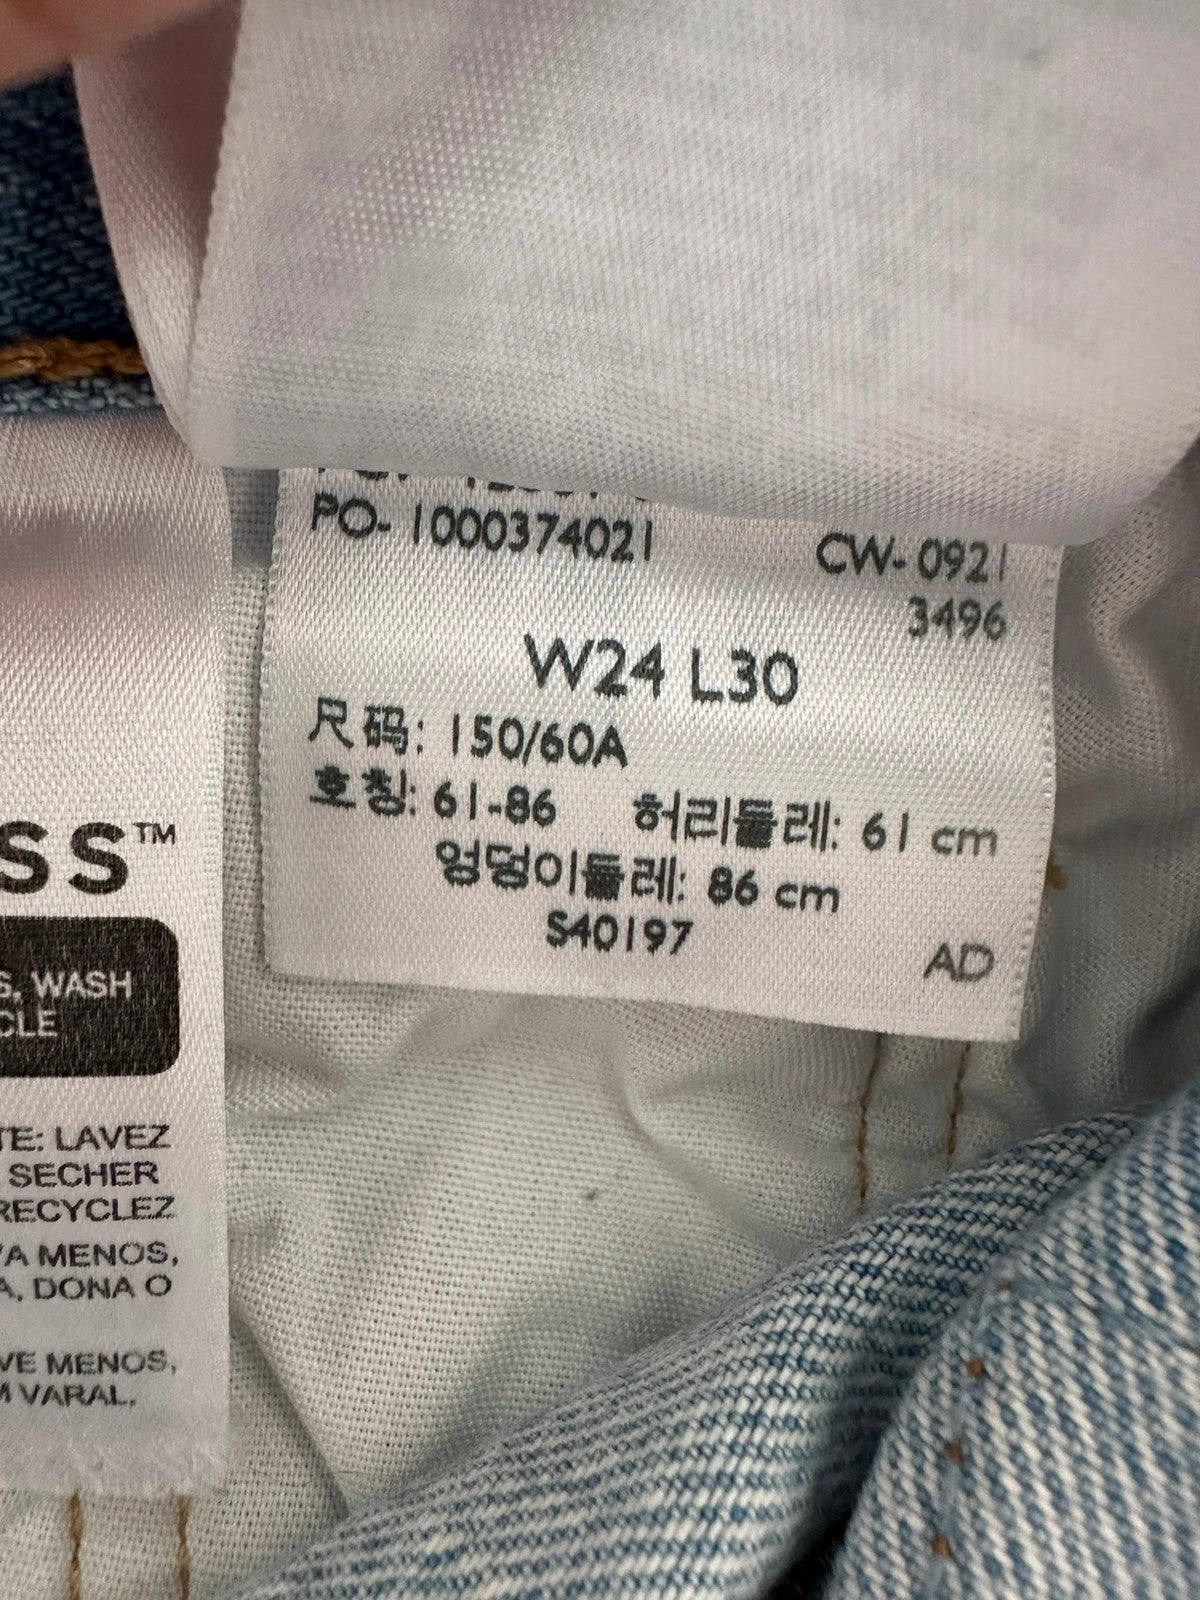 PO- 1000374021
CW- 0921
3496
W24 L30
尺码: 150/60A
호칭: 61-86 허리둘레: 61 cm
엉덩이둘레: 86 cm
S40197
AD
SS™
S, WASH
CLE
TE: LAVEZ
SECHER
RECYCLEZ
VA MENOS,
A, DONA O
VE MENOS,
M VARAL.